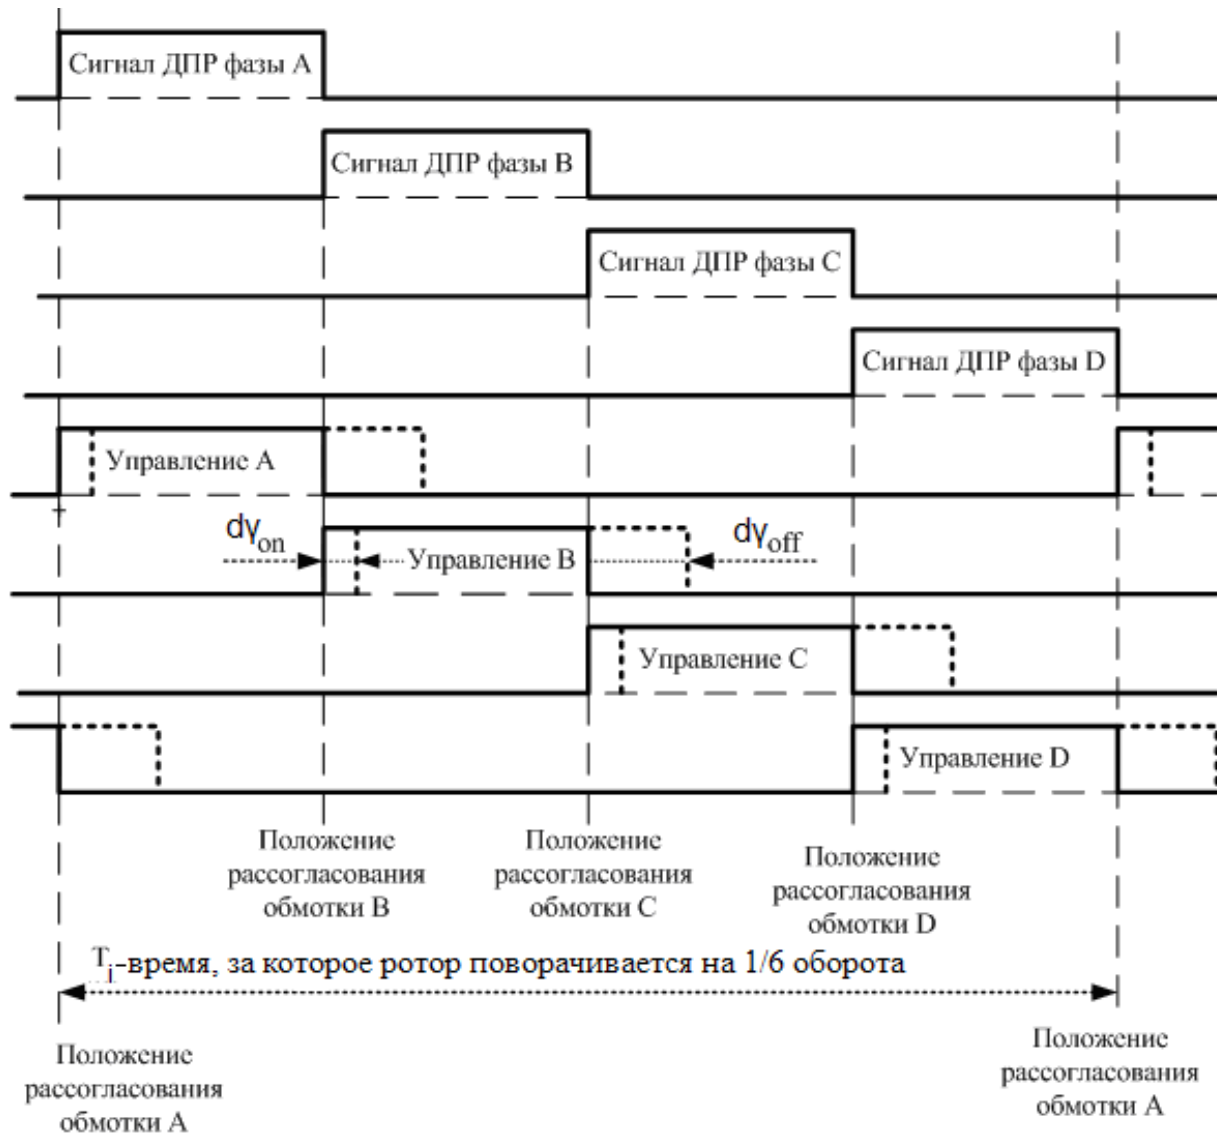 Сигнал ДПР фазы A
Сигнал ДПР фазы B
Сигнал ДПР фазы C
Сигнал ДПР фазы D
Управление A
dγon
Управление B
dγoff
Управление C
Управление D
Положение
рассогласования
обмотки B
Положение
рассогласования
обмотки C
Положение
рассогласования
обмотки D
Tj-время, за которое ротор поворачивается на 1/6 оборота
Положение
рассогласования
обмотки A
Положение
рассогласования
обмотки A